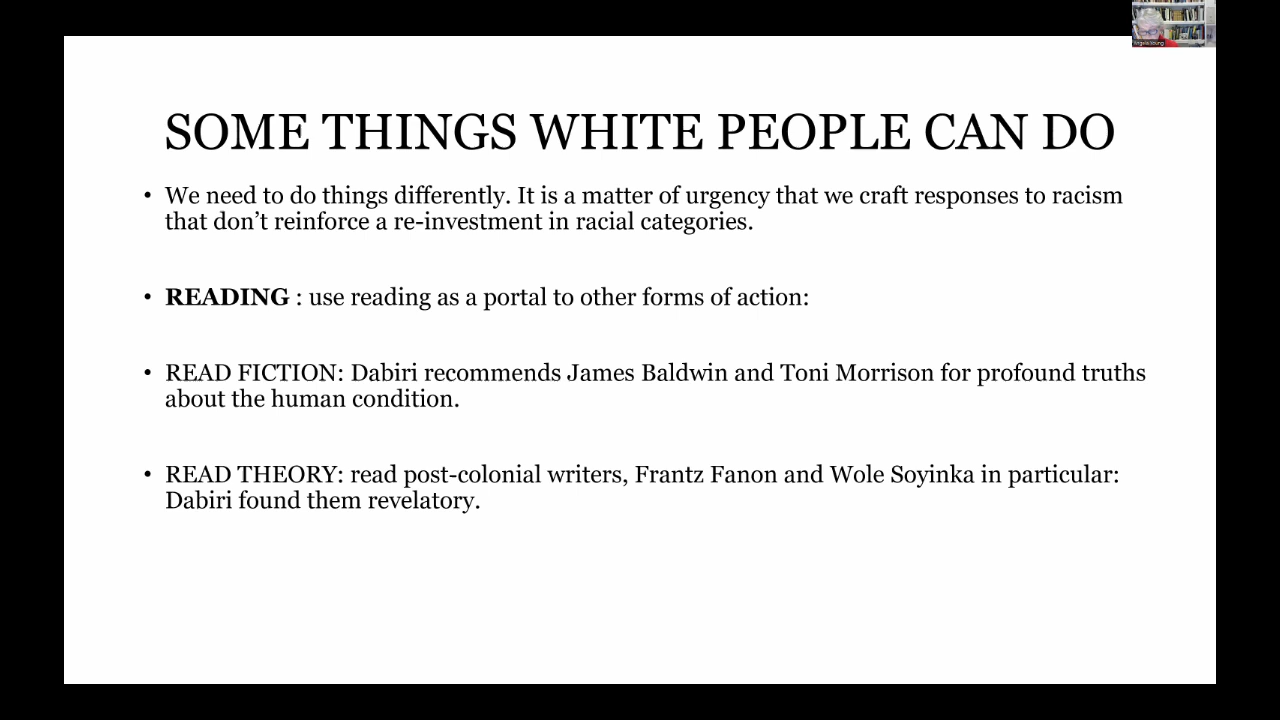 Angela Young
SOME THINGS WHITE PEOPLE CAN DO
• We need to do things differently. It is a matter of urgency that we craft responses to racism
that don’t reinforce a re-investment in racial categories.
• READING : use reading as a portal to other forms of action:
• READ FICTION: Dabiri recommends James Baldwin and Toni Morrison for profound truths
about the human condition.
• READ THEORY: read post-colonial writers, Frantz Fanon and Wole Soyinka in particular:
Dabiri found them revelatory.